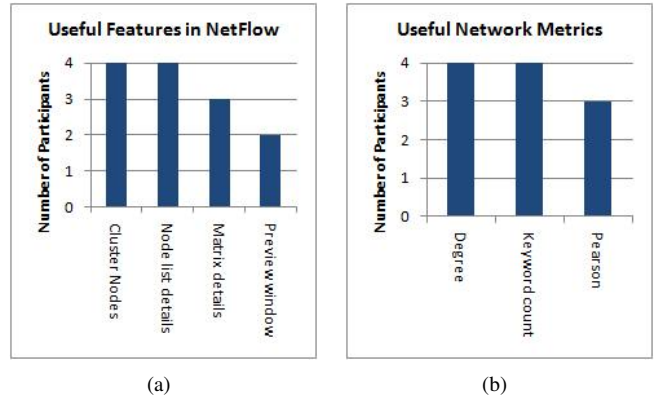 Useful Features in NetFlow
Number of Participants
4
3
2
1
0
Cluster Nodes
Node list details
Matrix details
Preview window
(a)
Useful Network Metrics
Number of Participants
4
3
2
1
0
Degree
Keyword count
Pearson
(b)